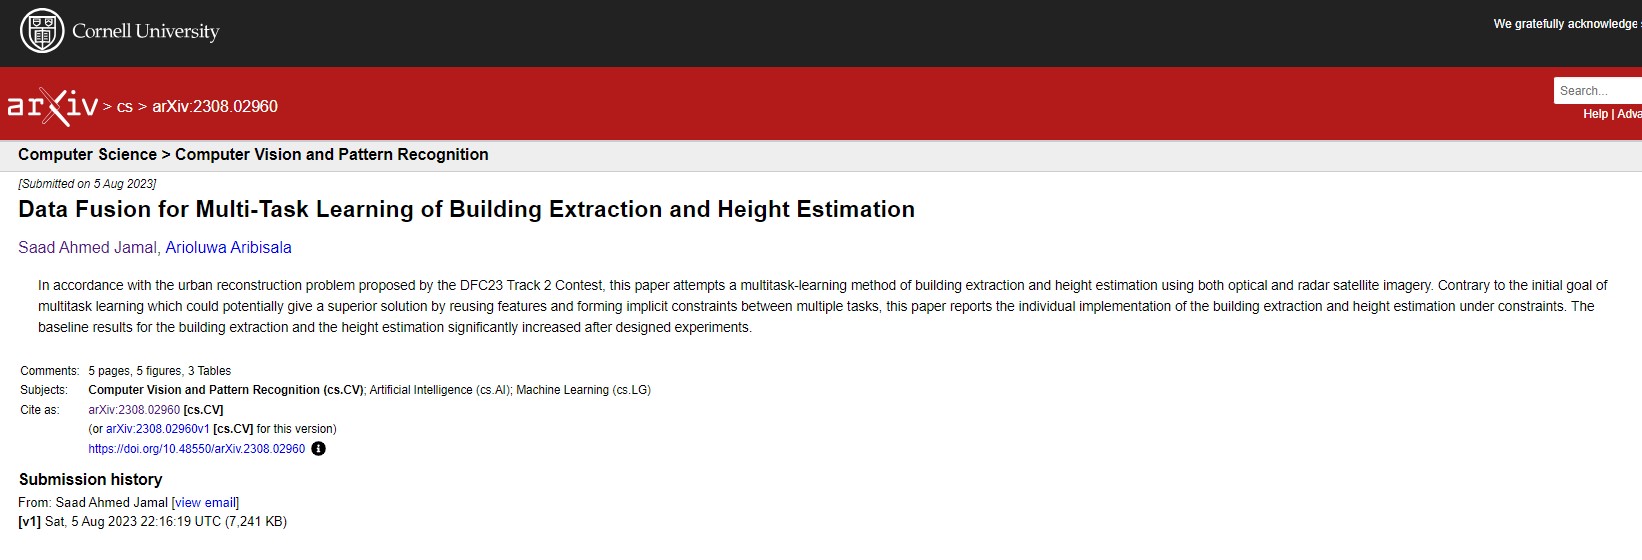 Cornell University
We gratefully acknowledge
arXiv > cs > arXiv:2308.02960
Search...
Help | Adva
Computer Science > Computer Vision and Pattern Recognition
[Submitted on 5 Aug 2023]
Data Fusion for Multi-Task Learning of Building Extraction and Height Estimation
Saad Ahmed Jamal, Arioluwa Aribisala
In accordance with the urban reconstruction problem proposed by the DFC23 Track 2 Contest, this paper attempts a multitask-learning method of building extraction and height estimation using both optical and radar satellite imagery. Contrary to the initial goal of
multitask learning which could potentially give a superior solution by reusing features and forming implicit constraints between multiple tasks, this paper reports the individual implementation of the building extraction and height estimation under constraints. The
baseline results for the building extraction and the height estimation significantly increased after designed experiments.
Comments: 5 pages, 5 figures, 3 Tables
Subjects: Computer Vision and Pattern Recognition (cs.CV); Artificial Intelligence (cs.AI); Machine Learning (cs.LG)
Cite as: arXiv:2308.02960 [cs.CV]
(or arXiv:2308.02960v1 [cs.CV] for this version)
https://doi.org/10.48550/arXiv.2308.02960
Submission history
From: Saad Ahmed Jamal [view email]
[v1] Sat, 5 Aug 2023 22:16:19 UTC (7,241 KB)